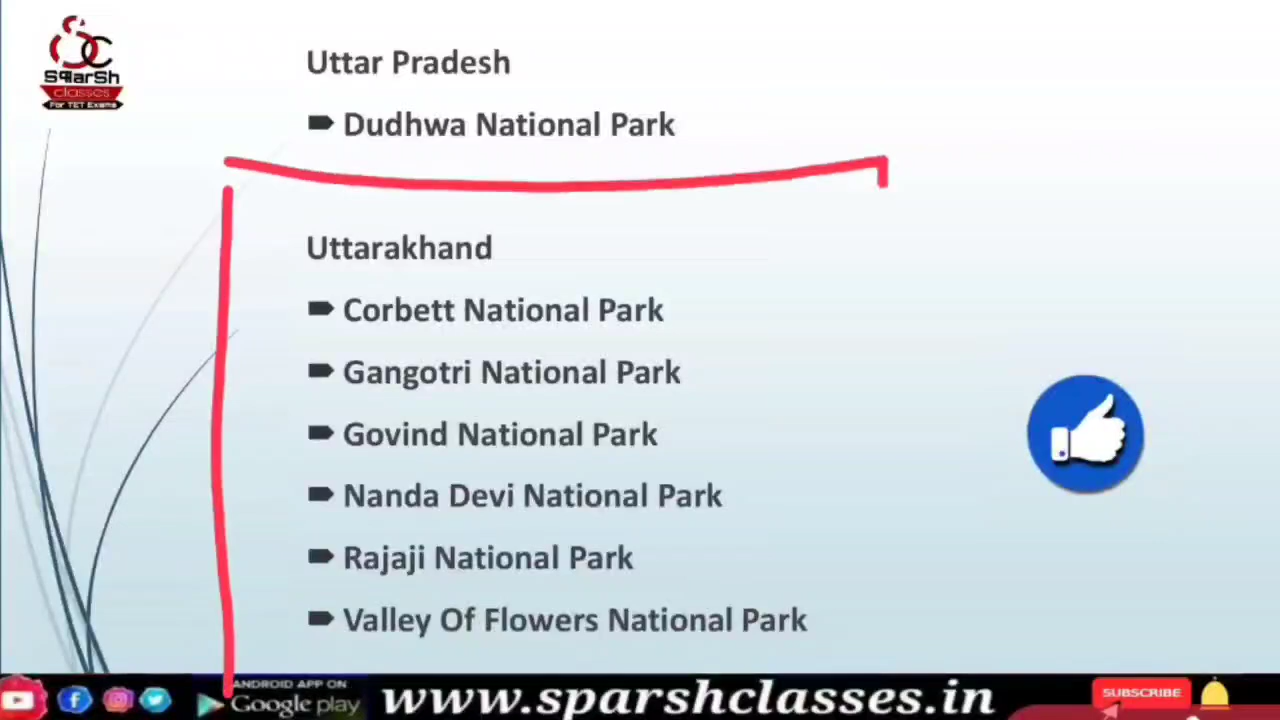 SपarSh
classes
For TET Exams
Uttar Pradesh
Dudhwa National Park
Uttarakhand
Corbett National Park
Gangotri National Park
Govind National Park
Nanda Devi National Park
Rajaji National Park
Valley Of Flowers National Park
ANDROID APP ON
Google play
www.sparshclasses.in
SUBSCRIBE